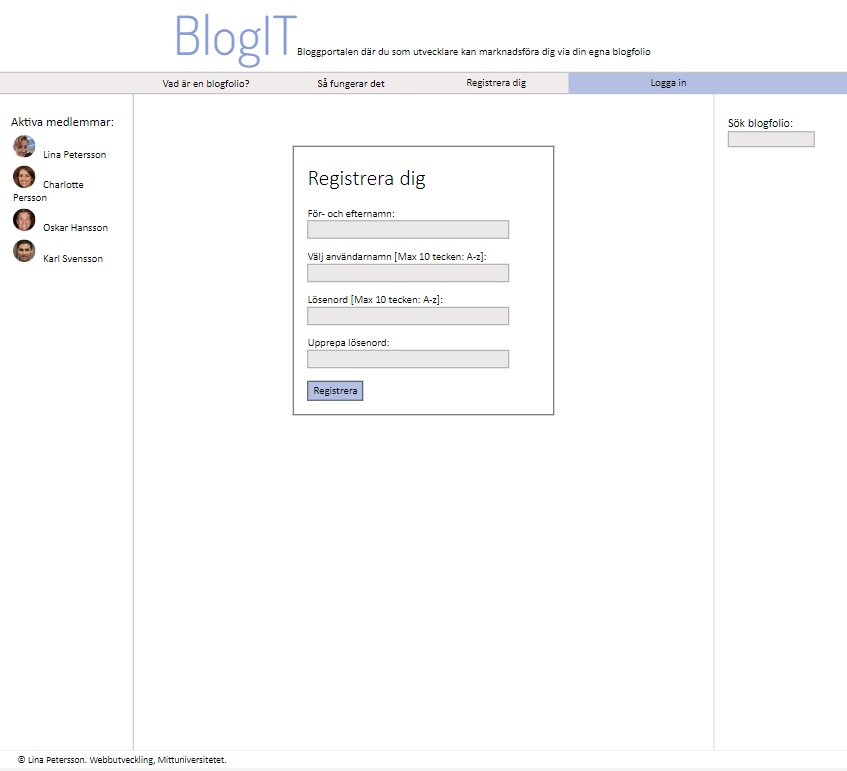 BlogIT
Bloggportalen där du som utvecklare kan marknadsföra dig via din egna blogfolio
Vad är en blogfolio?
Så fungerar det
Registrera dig
Logga in
Aktiva medlemmar:
Lina Petersson
Charlotte
Persson
Oskar Hansson
Karl Svensson
Registrera dig
För- och efternamn:
Välj användarnamn [Max 10 tecken: A-z]:
Lösenord [Max 10 tecken: A-z]:
Upprepa lösenord:
Registrera
Sök blogfolio:
© Lina Petersson. Webbutveckling, Mittuniversitetet.